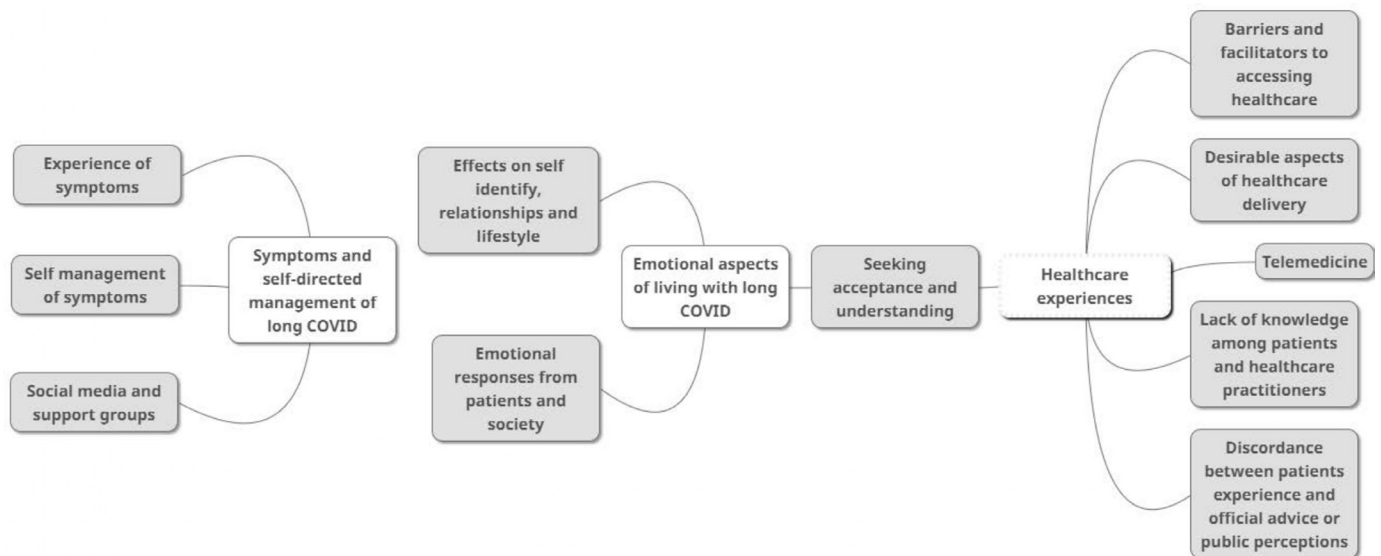 Experience of
symptoms
Self management
of symptoms
Social media and
support groups
Symptoms and
self-directed
management of
long COVID
Effects on self
identify,
relationships and
lifestyle
Emotional
responses from
patients and
society
Emotional aspects
of living with long
COVID
Seeking
acceptance and
understanding
Healthcare
experiences
Barriers and
facilitators to
accessing
healthcare
Desirable aspects
of healthcare
delivery
Telemedicine
Lack of knowledge
among patients
and healthcare
practitioners
Discordance
between patients
experience and
official advice or
public perceptions